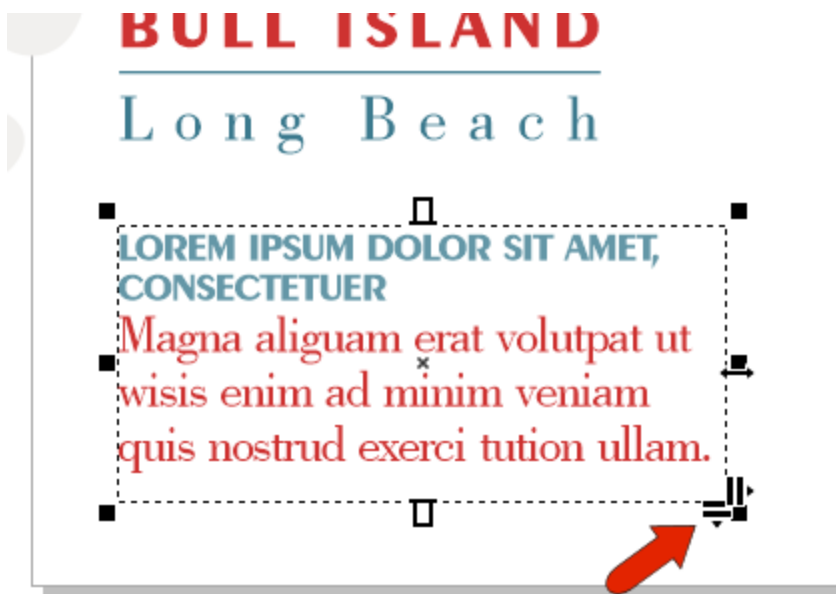 BULL ISLAND
Long Beach
LOREM IPSUM DOLOR SIT AMET,
CONSECTETUER
Magna aliguam erat volutpat ut
wisis enim ad minim veniam
quis nostrud exerci tution ullam.